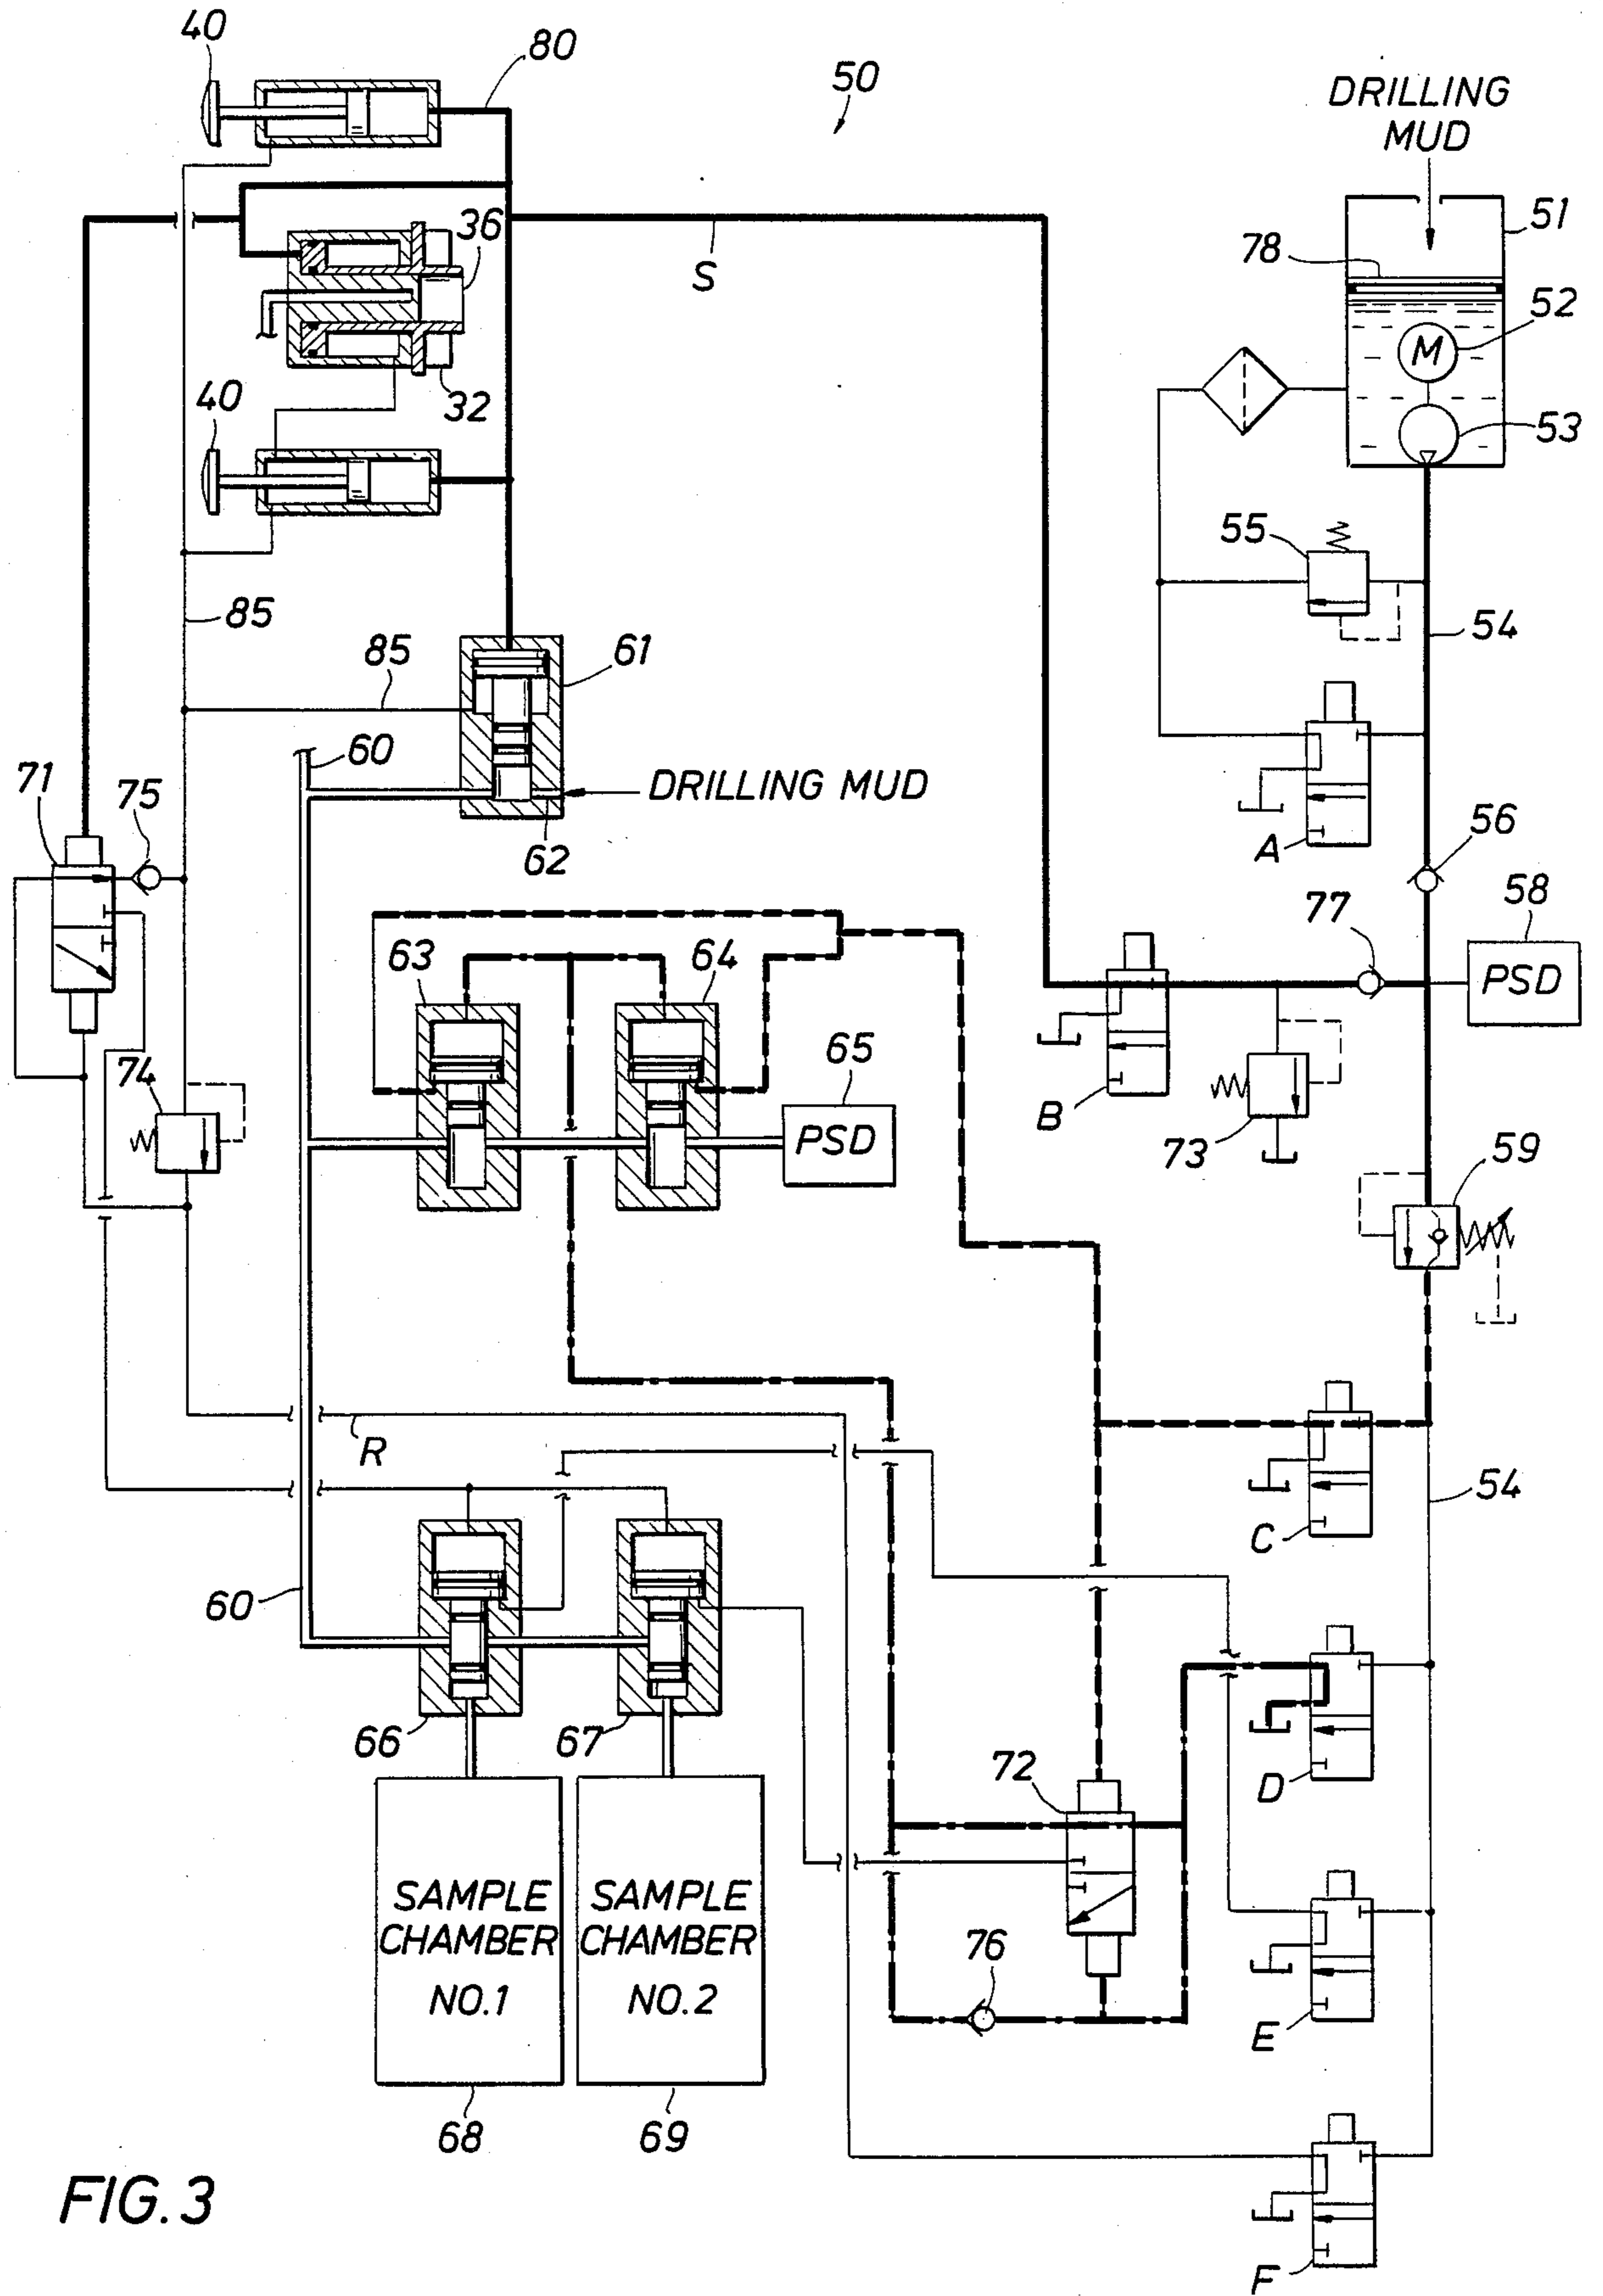 40
80
50
DRILLING
MUD
51
78
36
52
S
M
53
32
40
55
54
85
85
61
60
DRILLING MUD
62
71
75
A
56
77
58
PSD
63
64
65
PSD
74
B
73
59
R
C
54
60
66
67
72
D
SAMPLE
CHAMBER
NO.1
SAMPLE
CHAMBER
NO.2
76
E
68
69
FIG.3
F